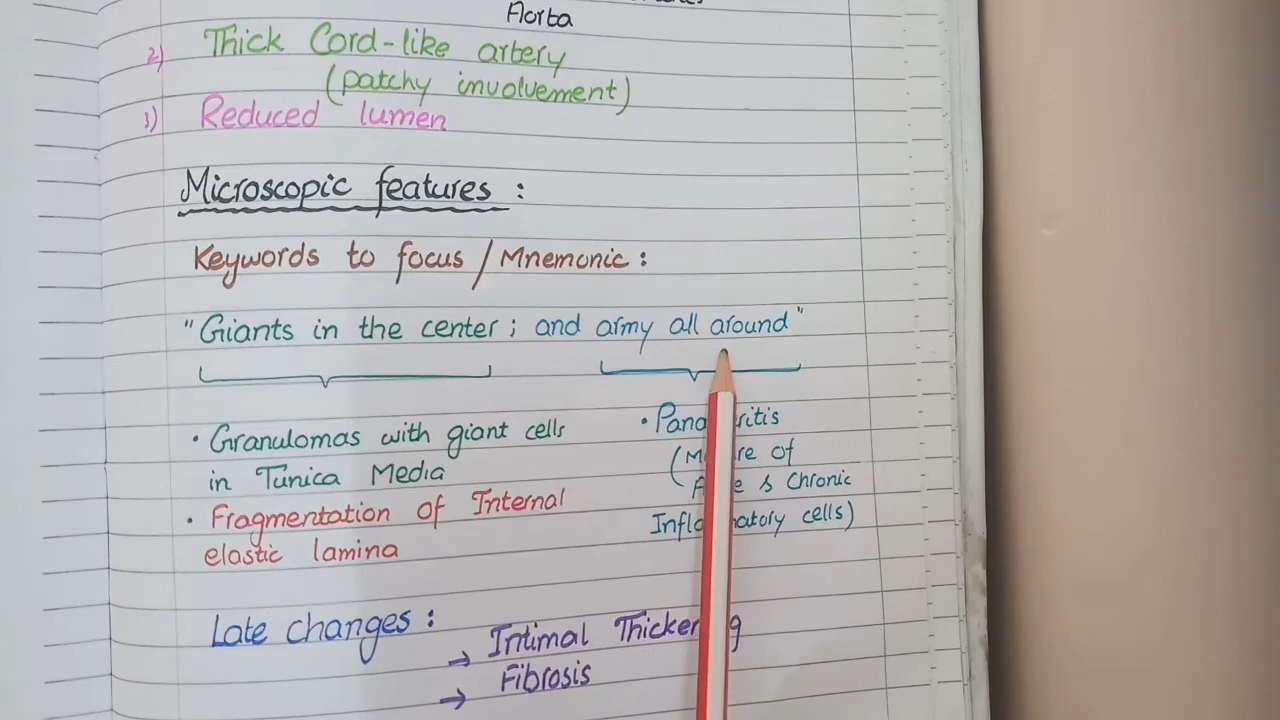 Aorta
2) Thick Cord-like artery
(patchy involvement)
3) Reduced lumen
Microscopic features :
Keywords to focus / Mnemonic :
"Giants in the center ; and army all around"
• Granulomas with giant cells
in Tunica Media
• Fragmentation of Internal
elastic lamina
• 
( of
& Chronic
cells)
Late changes :
→ Intimal
→ Fibrosis